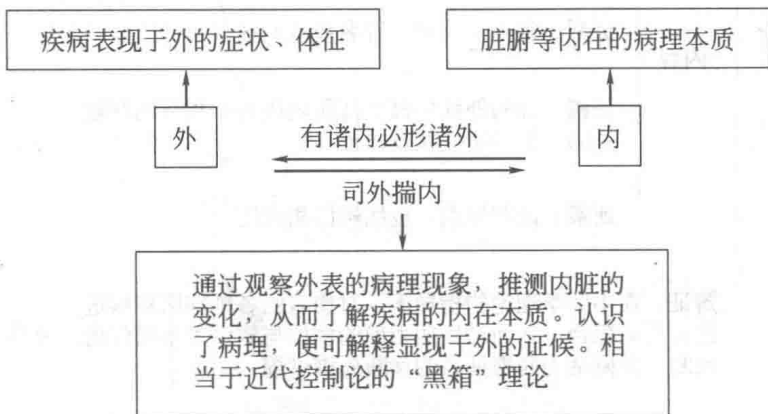 疾病表现于外的症状、体征
脏腑等内在的病理本质
外
有诸内必形诸外
内
司外揣内
通过观察外表的病理现象，推测内脏的
变化，从而了解疾病的内在本质。认识
了病理，便可解释显现于外的证候。相
当于近代控制论的“黑箱”理论